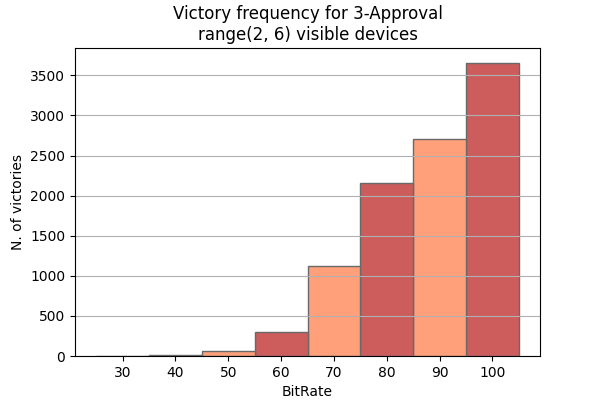 Victory frequency for 3-Approval
range(2, 6) visible devices
N. of victories
3500
3000
2500
2000
1500
1000
500
0
30 40 50 60 70 80 90 100
BitRate